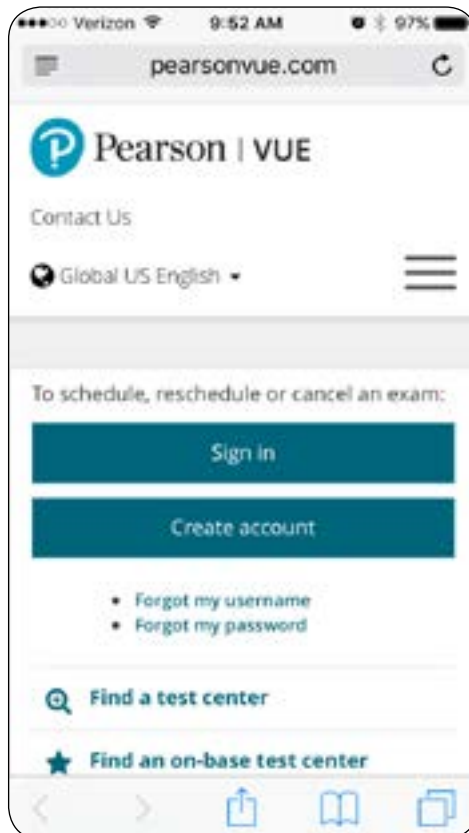 Verizon 9:52 AM 97%
pearsonvue.com
Pearson | VUE
Contact Us
Global US English
To schedule, reschedule or cancel an exam:
Sign in
Create account
• Forgot my username
• Forgot my password
Find a test center
Find an on-base test center